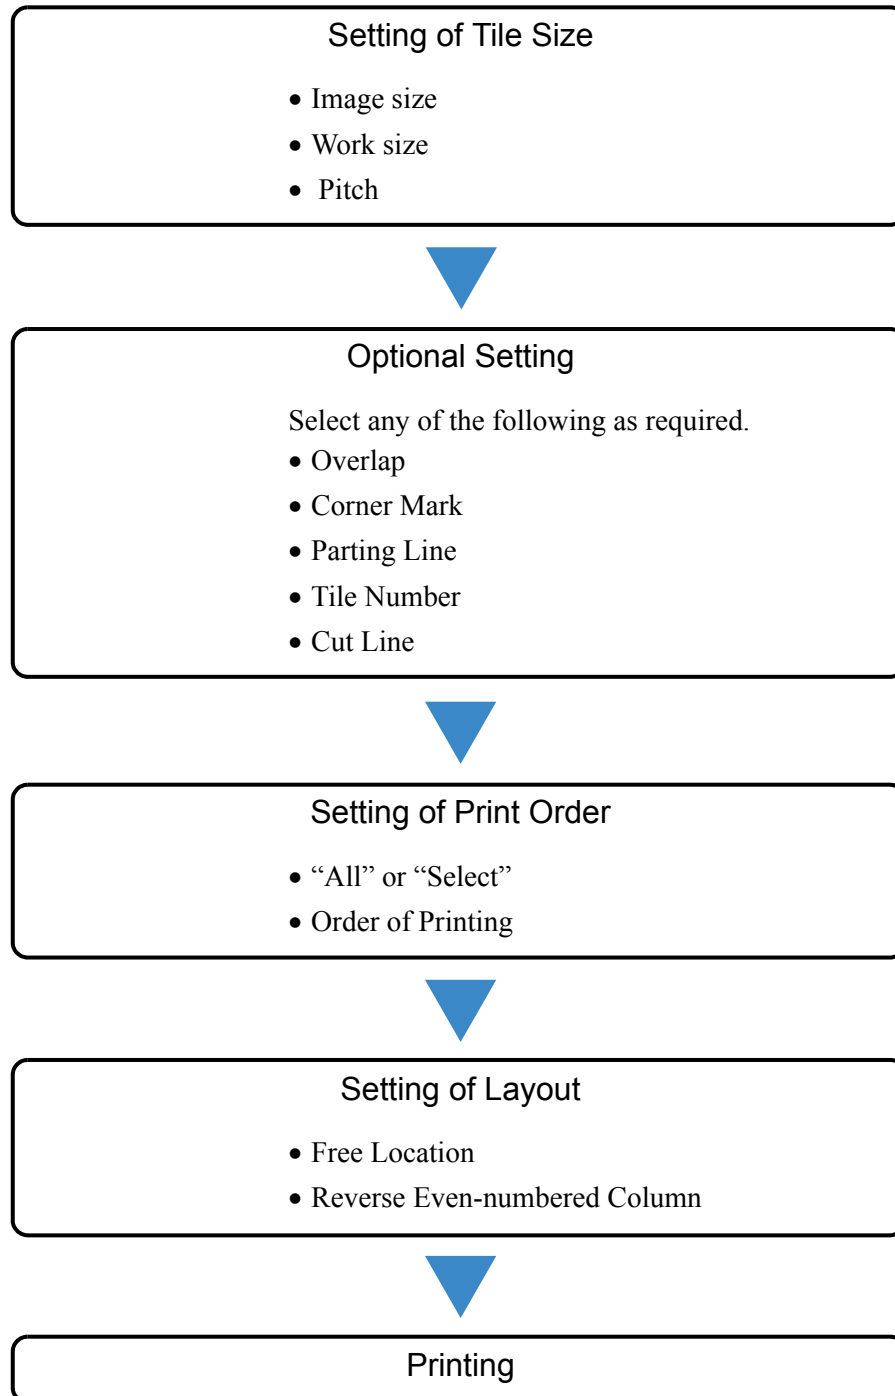 Setting of Tile Size
• Image size
• Work size
• Pitch
Optional Setting
Select any of the following as required.
• Overlap
• Corner Mark
• Parting Line
• Tile Number
• Cut Line
Setting of Print Order
• “All” or “Select”
• Order of Printing
Setting of Layout
• Free Location
• Reverse Even-numbered Column
Printing